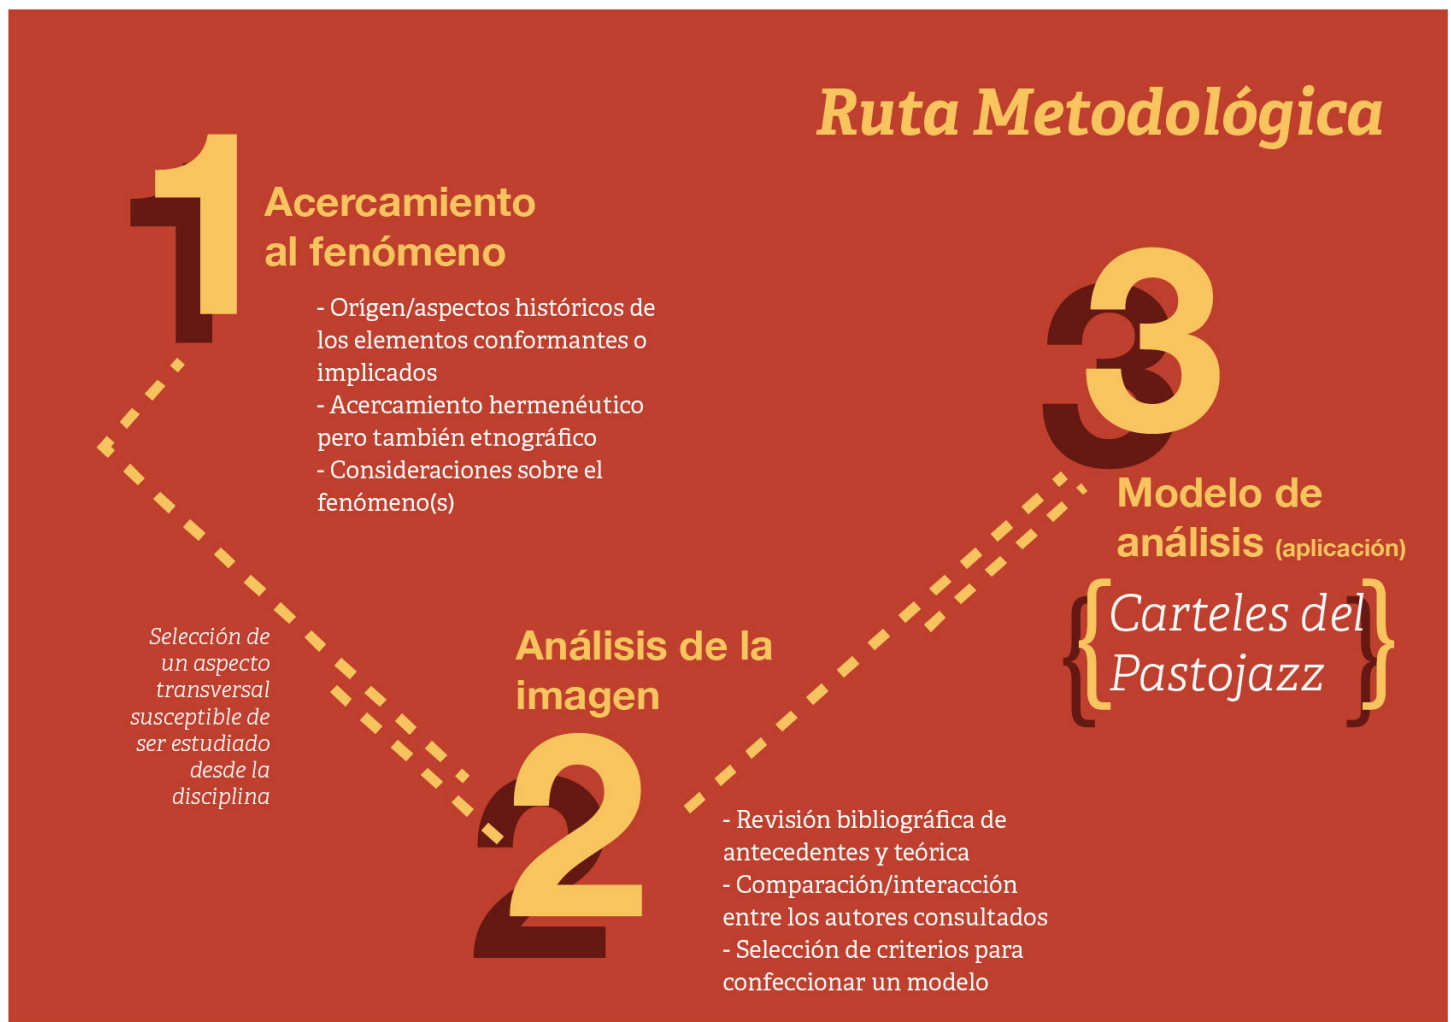 Ruta Metodológica
1
Acercamiento
al fenómeno
- Orígen/aspectos históricos de
los elementos conformantes o
implicados
- Acercamiento hermenéutico
pero también etnográfico
- Consideraciones sobre el
fenómeno(s)
Selección de
un aspecto
transversal
susceptible de
ser estudiado
desde la
disciplina
Análisis de la
imagen
2
- Revisión bibliográfica de
antecedentes y teórica
- Comparación/interacción
entre los autores consultados
- Selección de criterios para
confeccionar un modelo
3
Modelo de
análisis (aplicación)
{Carteles del
Pastojazz}